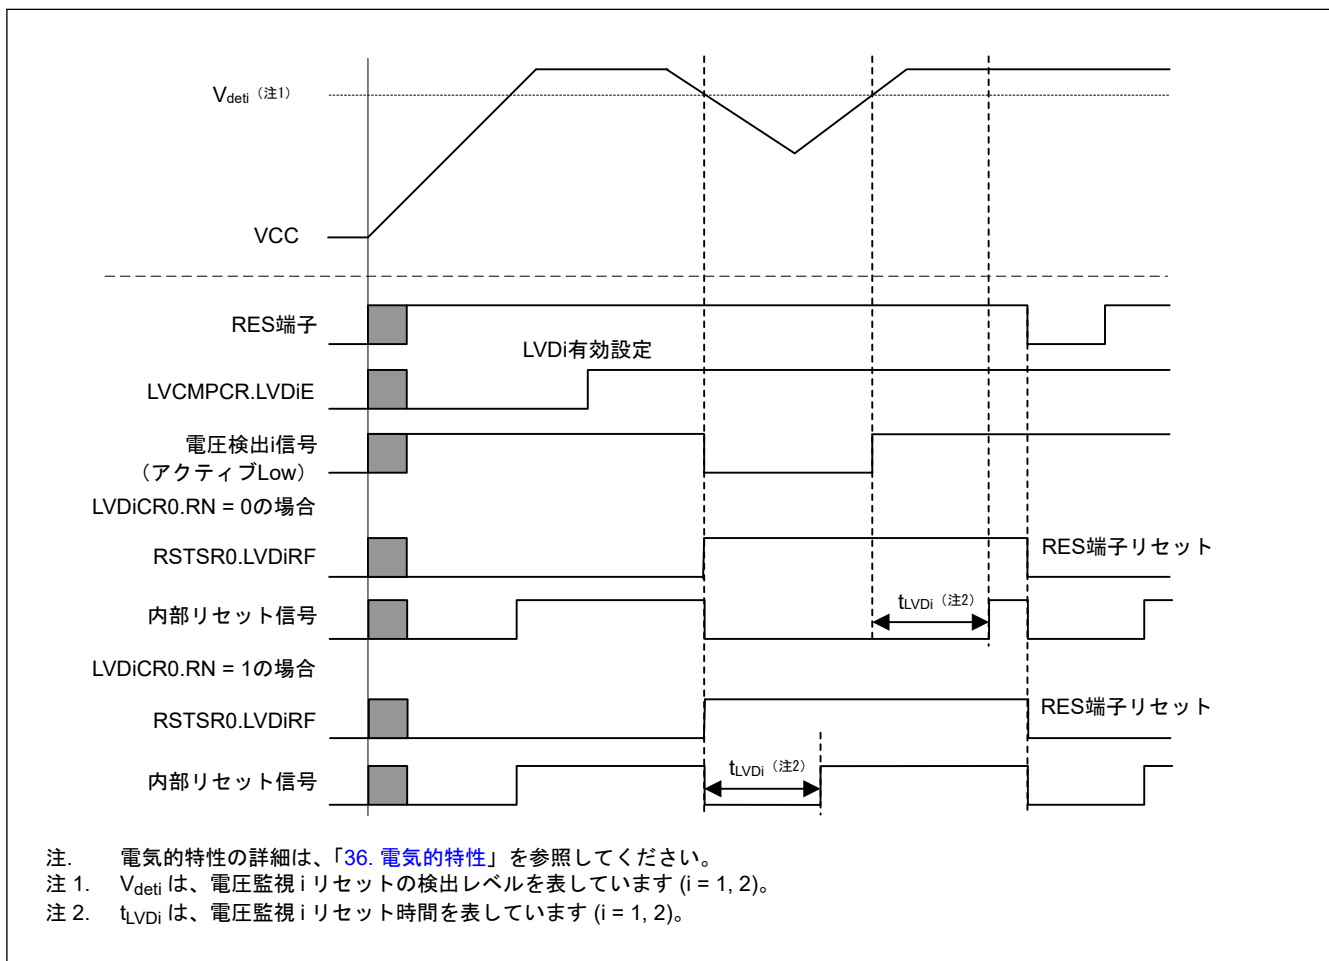 Vdeti（注1）
VCC
RES端子
LVDi有効設定
LVCMPCR.LVDiE
電圧検出i信号
（アクティブLow）
LVDiCR0.RN = 0の場合
RSTSR0.LVDiRF
RES端子リセット
内部リセット信号
tLVDi（注2）
LVDiCR0.RN = 1の場合
RSTSR0.LVDiRF
RES端子リセット
内部リセット信号
tLVDi（注2）
注. 電気的特性の詳細は、「36. 電気的特性」を参照してください。
注 1. Vdeti は、電圧監視 i リセットの検出レベルを表しています (i = 1, 2)。
注 2. tLVDi は、電圧監視 i リセット時間を表しています (i = 1, 2)。